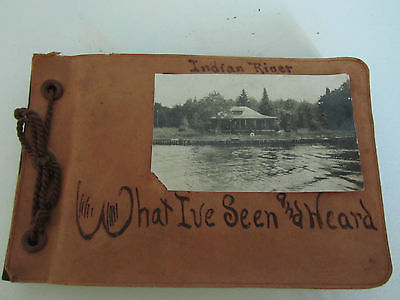 Indian River
What I've Seen and Heard